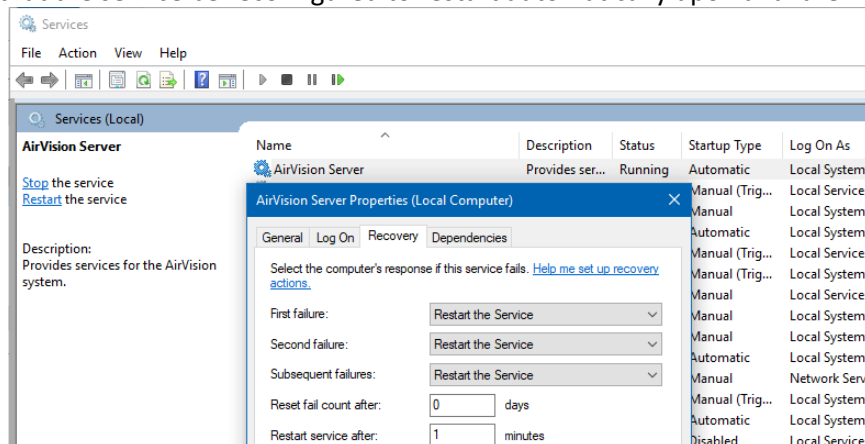 Services
File Action View Help
Services (Local)
AirVision Server
Stop the service
Restart the service
Description:
Provides services for the AirVision
system.
Name Description Status Startup Type Log On As
AirVision Server Provides ser... Running Automatic Local System
Manual (Trig... Local Service
Manual Local System
Automatic Local System
Manual (Trig... Local Service
Manual (Trig... Local System
Manual Local Service
Manual Local System
Manual Local System
Automatic Local System
Manual Network Serv
Manual (Trig... Local System
Automatic Local System
Disabled Local Service
AirVision Server Properties (Local Computer)
General Log On Recovery Dependencies
Select the computer's response if this service fails. Help me set up recovery
actions.
First failure: Restart the Service
Second failure: Restart the Service
Subsequent failures: Restart the Service
Reset fail count after: 0 days
Restart service after: 1 minutes